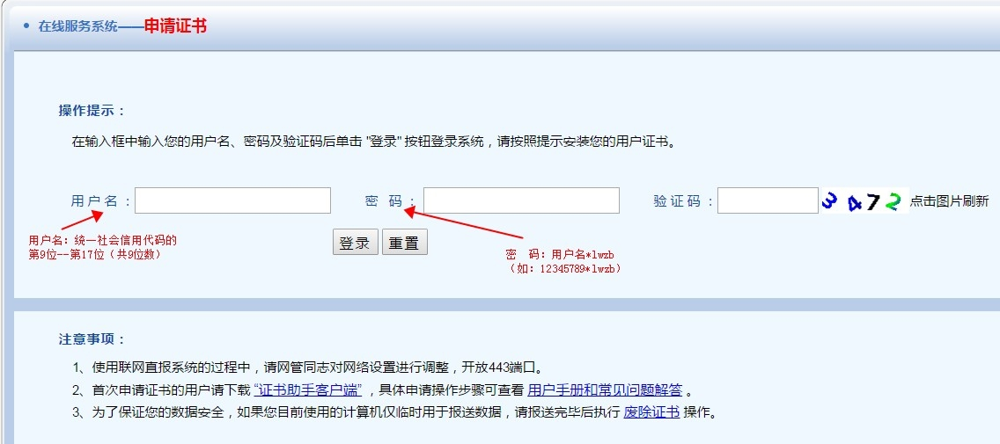 • 在线服务系统——申请证书
操作提示：
在输入框中输入您的用户名、密码及验证码后单击 "登录" 按钮登录系统，请按照提示安装您的用户证书。
用户名： 密 码： 验证码： 3472 点击图片刷新
用户名：统一社会信用代码的
第9位--第17位（共9位数）
登录 重置
密 码：用户名*lwzb
（如：12345789*lwzb）
注意事项：
1、使用联网直报系统的过程中，请网管同志对网络设置进行调整，开放443端口。
2、首次申请证书的用户请下载 “证书助手客户端” ，具体申请操作步骤可查看 用户手册和常见问题解答 。
3、为了保证您的数据安全，如果您目前使用的计算机仅临时用于报送数据，请报送完毕后执行 废除证书 操作。